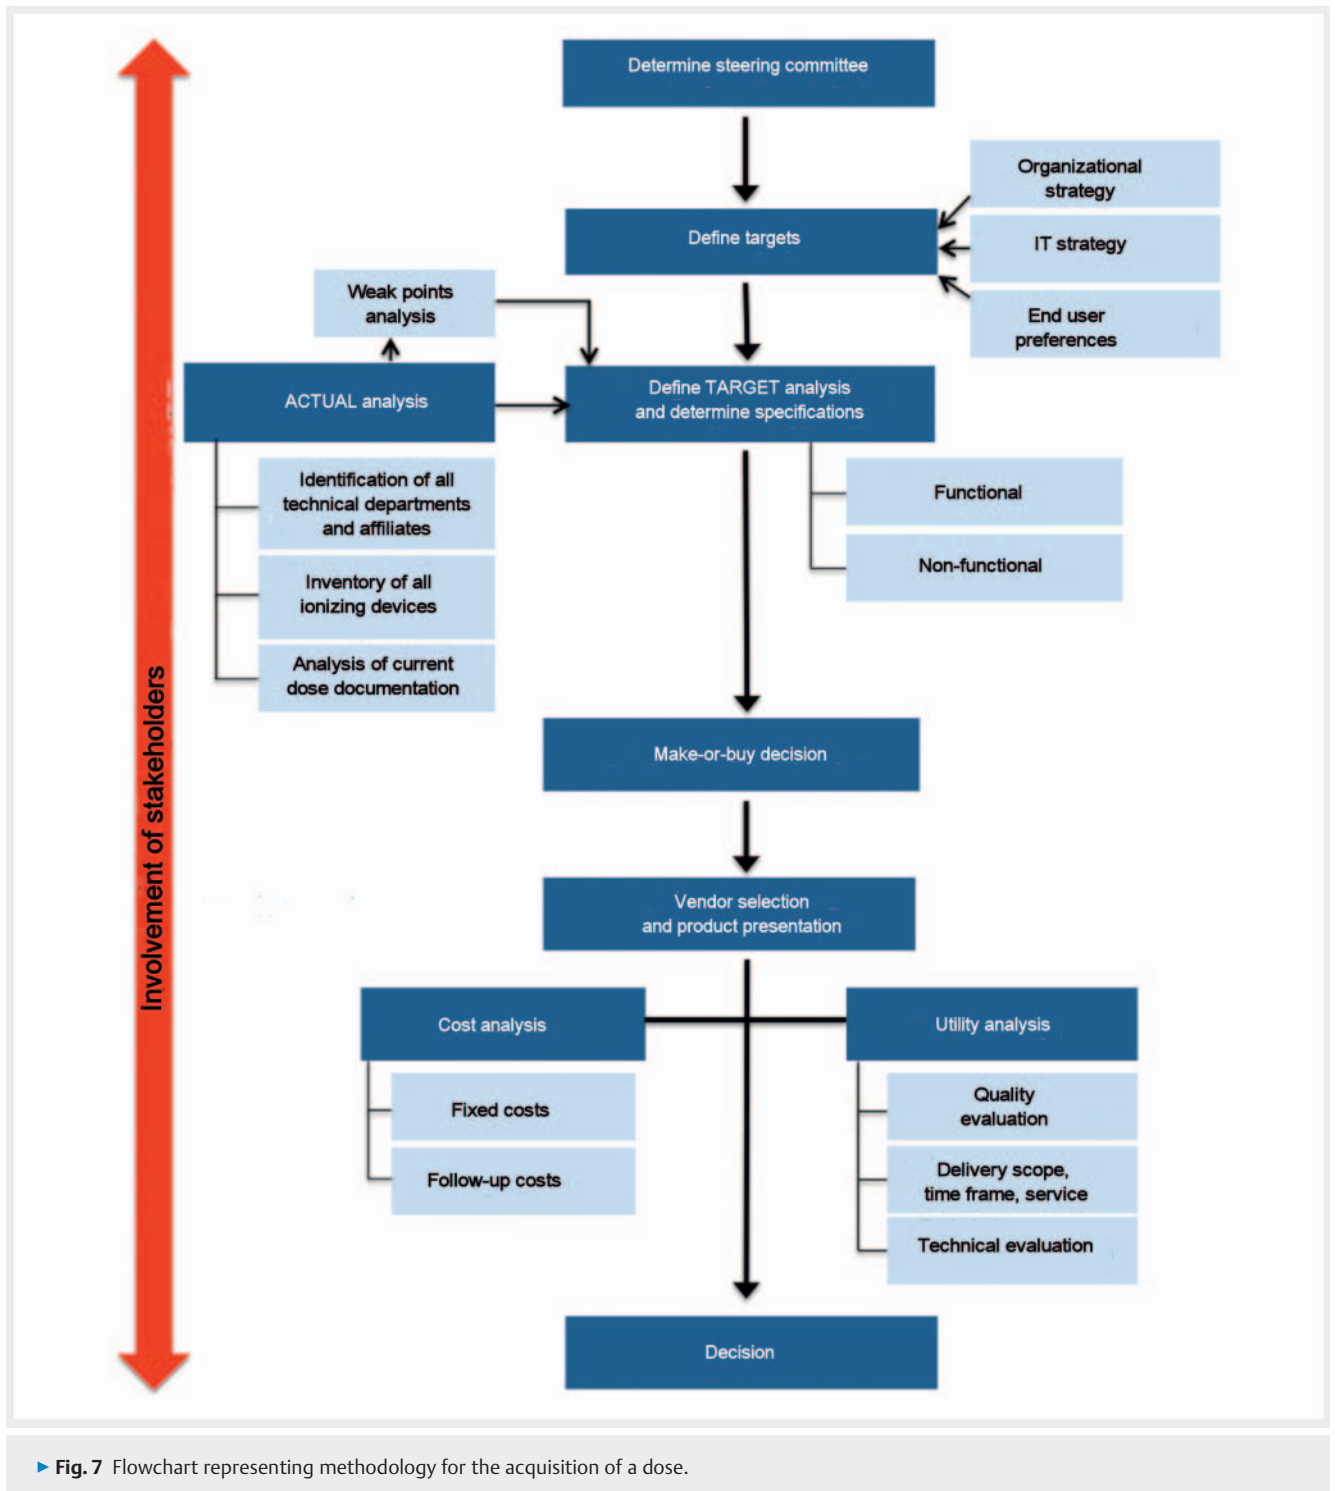 Determine steering committee
Organizational
strategy
Define targets
IT strategy
End user
preferences
Weak points
analysis
ACTUAL analysis
Define TARGET analysis
and determine specifications
Identification of all
technical departments
and affiliates
Functional
Non-functional
Inventory of all
ionizing devices
Analysis of current
dose documentation
Involvement of stakeholders
Make-or-buy decision
Vendor selection
and product presentation
Cost analysis
Utility analysis
Fixed costs
Follow-up costs
Quality
evaluation
Delivery scope,
time frame, service
Technical evaluation
Decision
▶ Fig. 7 Flowchart representing methodology for the acquisition of a dose.